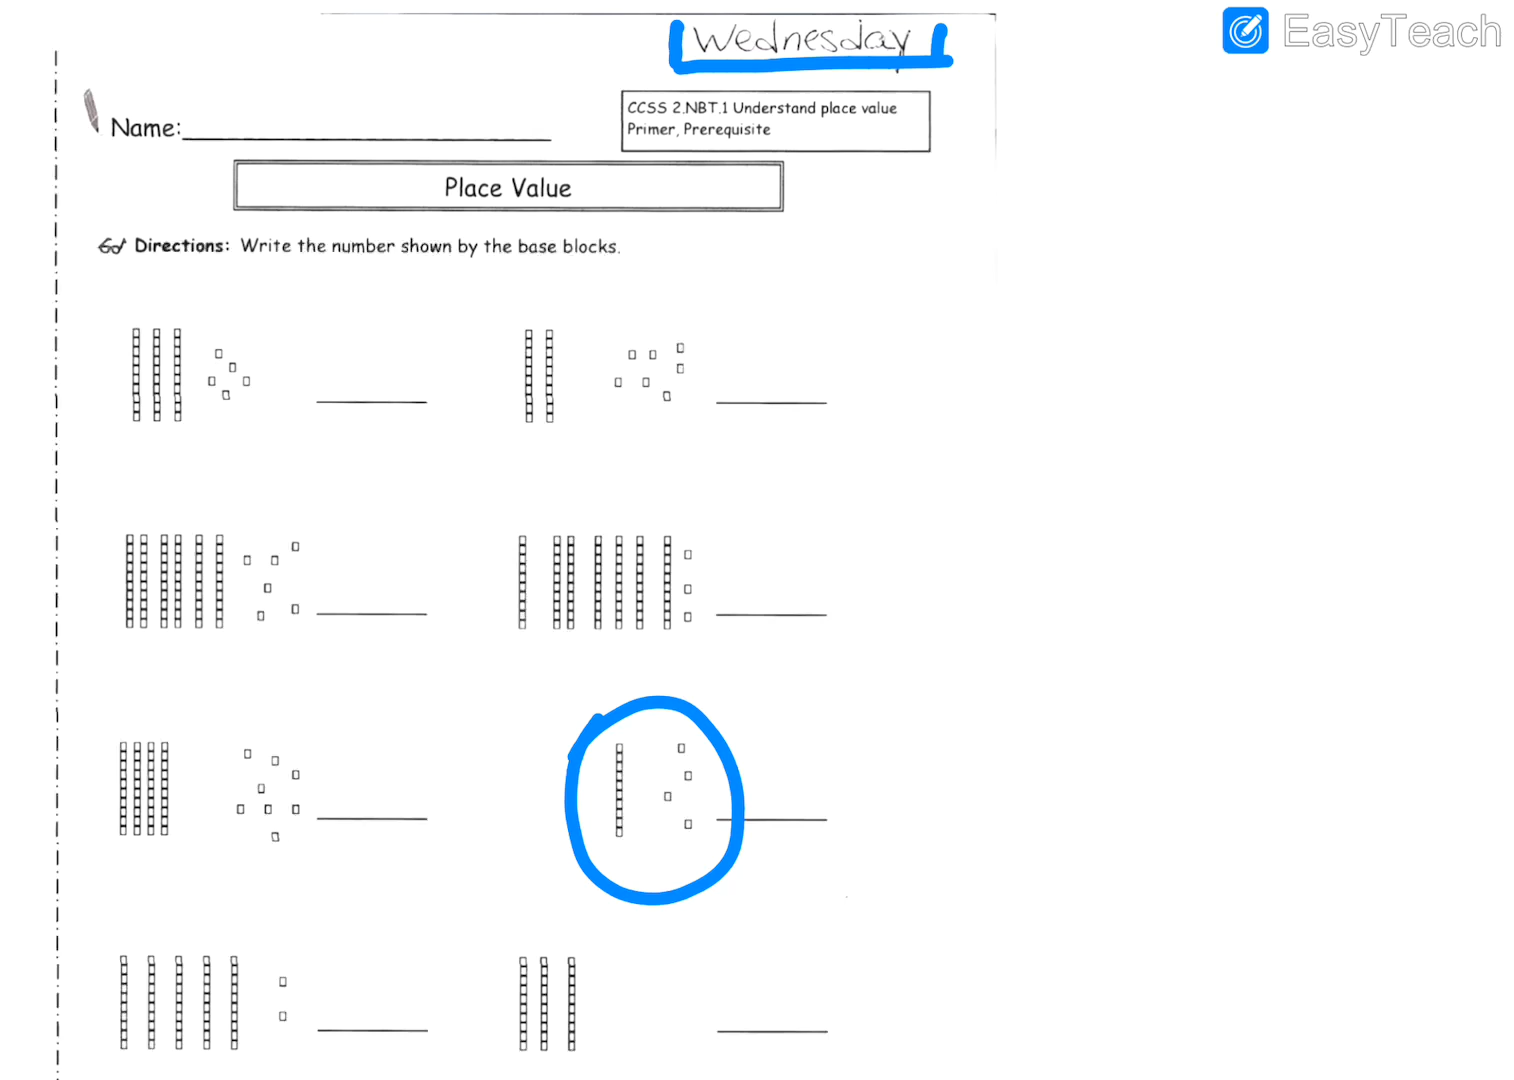 Wednesday
EasyTeach
CCSS 2.NBT.1 Understand place value
Primer, Prerequisite
Name:
Place Value
Directions: Write the number shown by the base blocks.